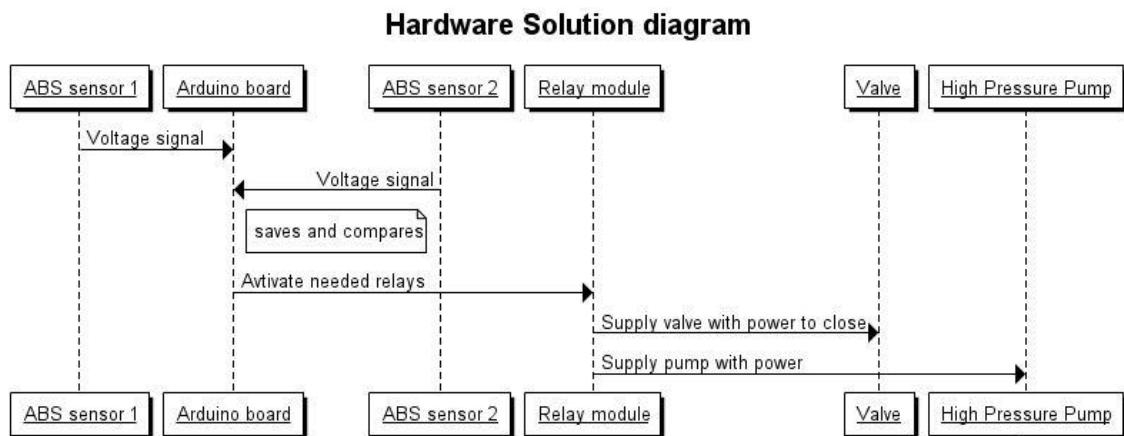 Hardware Solution diagram
ABS sensor 1 Arduino board ABS sensor 2 Relay module Valve High Pressure Pump
Voltage signal
Voltage signal
saves and compares
Avtivate needed relays
Supply valve with power to close
Supply pump with power
ABS sensor 1 Arduino board ABS sensor 2 Relay module Valve High Pressure Pump